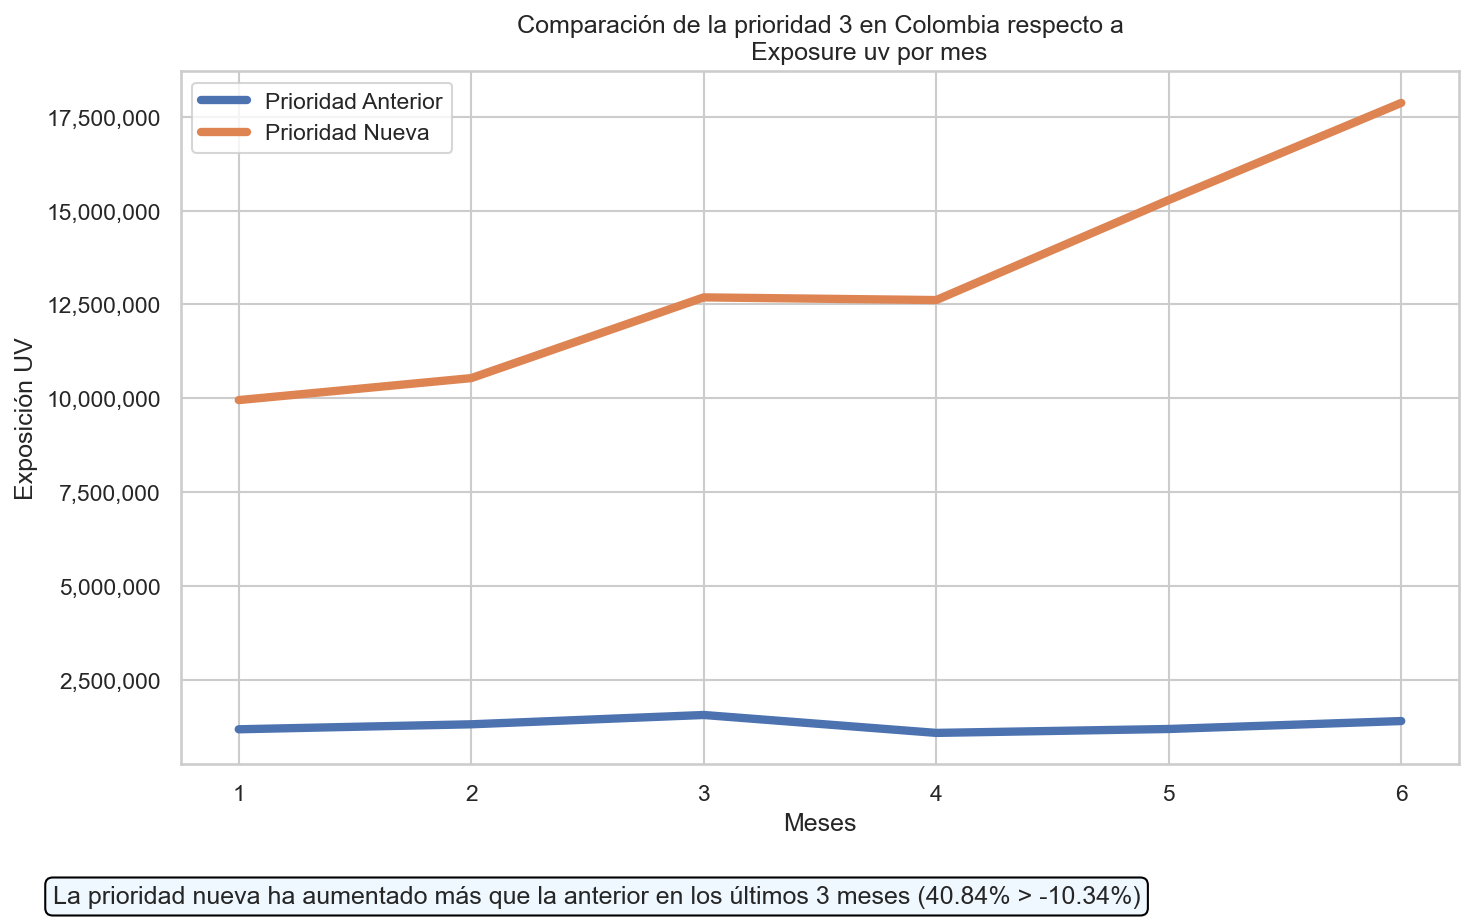 Comparación de la prioridad 3 en Colombia respecto a
Exposure uv por mes
Prioridad Anterior
Prioridad Nueva
17,500,000
15,000,000
12,500,000
10,000,000
7,500,000
5,000,000
2,500,000
Exposición UV
1 2 3 4 5 6
Meses
La prioridad nueva ha aumentado más que la anterior en los últimos 3 meses (40.84% > -10.34%)